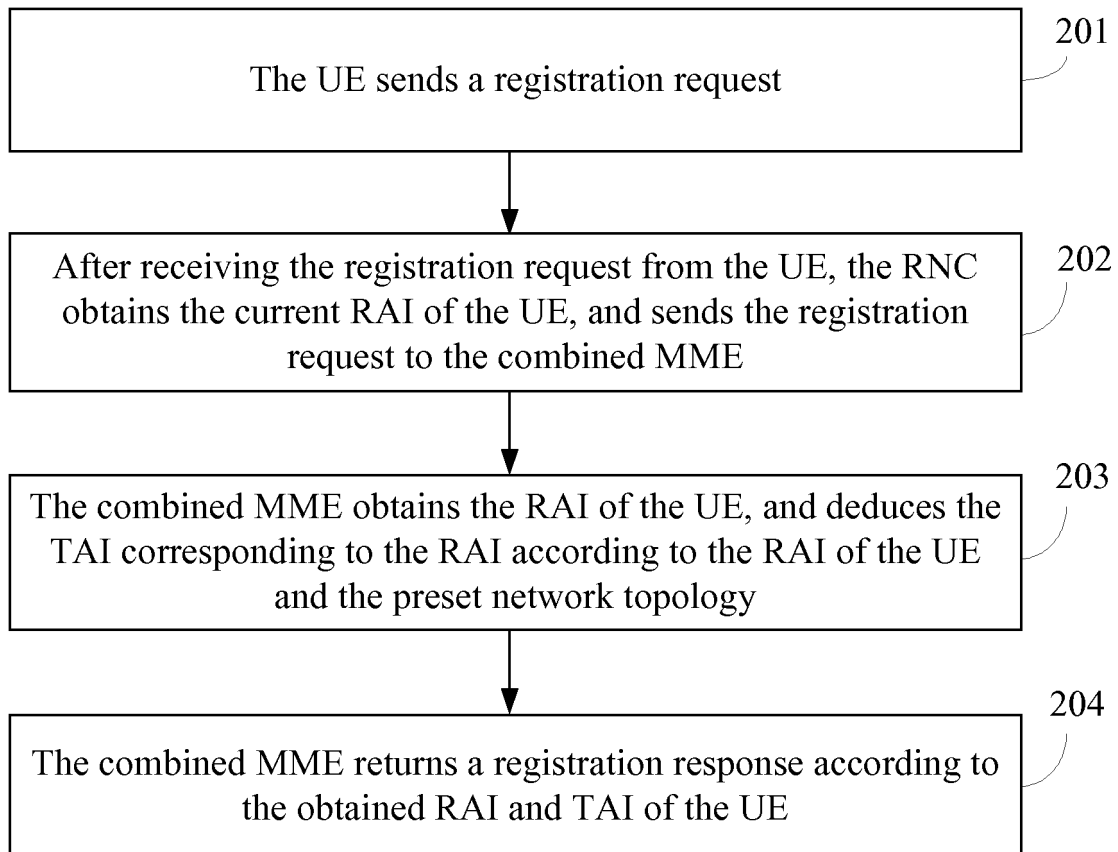 201
The UE sends a registration request
202
After receiving the registration request from the UE, the RNC
obtains the current RAI of the UE, and sends the registration
request to the combined MME
203
The combined MME obtains the RAI of the UE, and deduces the
TAI corresponding to the RAI according to the RAI of the UE
and the preset network topology
204
The combined MME returns a registration response according to
the obtained RAI and TAI of the UE